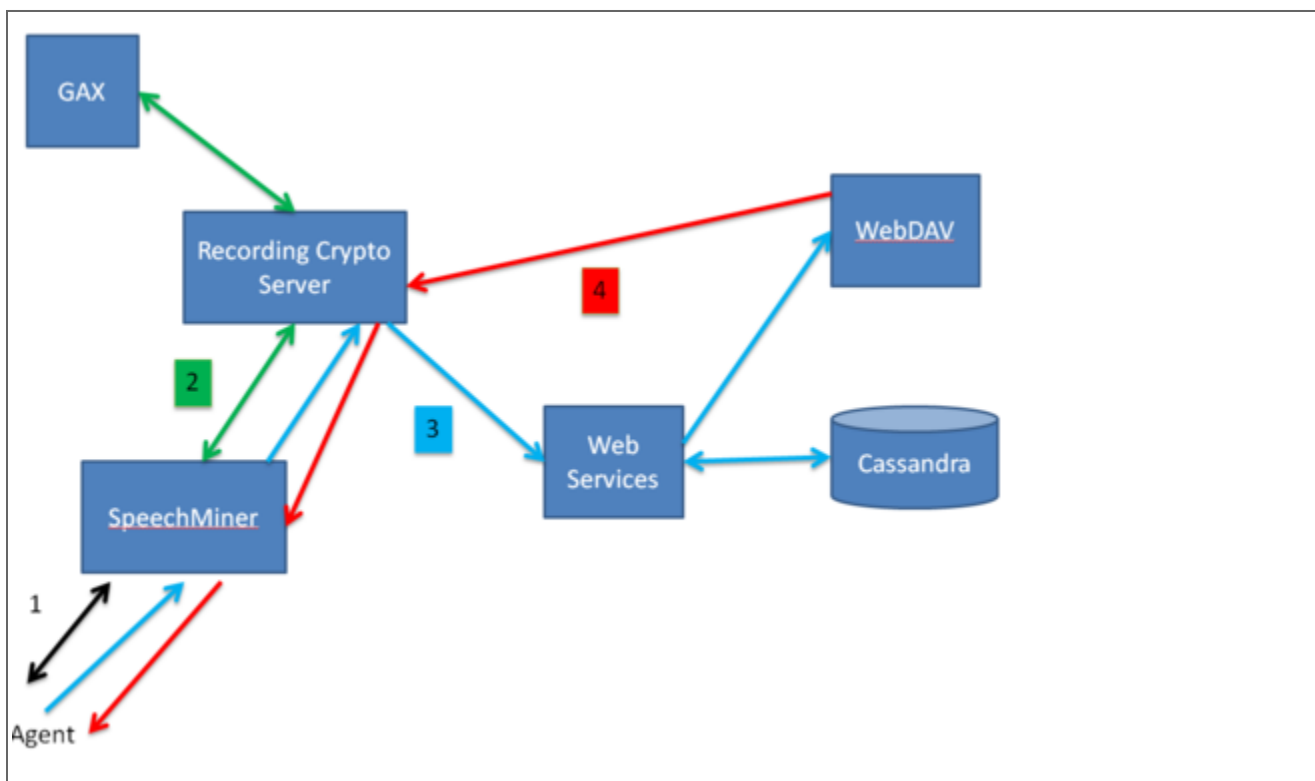 GAX
Recording Crypto
Server
WebDAV
4
2
3
Web
Services
Cassandra
SpeechMiner
1
Agent